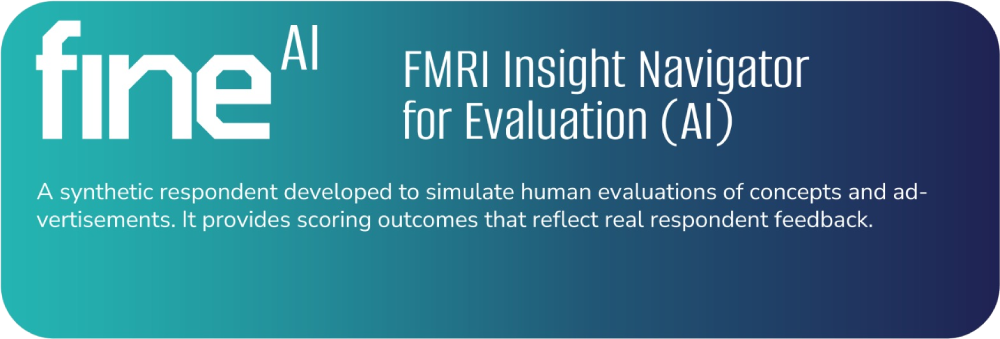 fine AI
FMRI Insight Navigator
for Evaluation (AI)
A synthetic respondent developed to simulate human evaluations of concepts and ad-
vertisements. It provides scoring outcomes that reflect real respondent feedback.